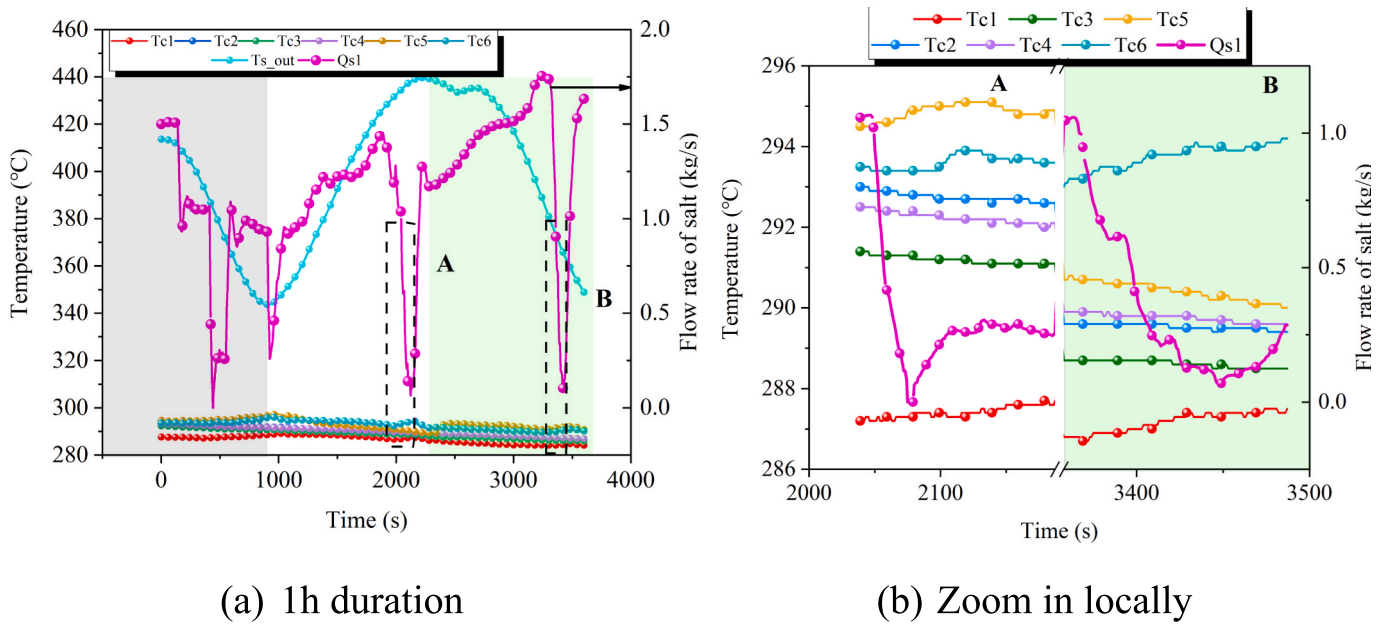 460
440
420
400
380
360
340
320
300
280
Temperature (°C)
Tc1 Tc2 Tc3 Tc4 Tc5 Tc6
Ts_out Qs1
A
B
2.0
1.5
1.0
0.5
0.0
Flow rate of salt (kg/s)
0 1000 2000 3000 4000
Time (s)
(a) 1h duration
Tc1 Tc3 Tc5
Tc2 Tc4 Tc6 Qs1
296
294
292
290
288
286
Temperature (°C)
A
B
1.0
0.5
0.0
Flow rate of salt (kg/s)
2000 2100 3400 3500
Time (s)
(b) Zoom in locally